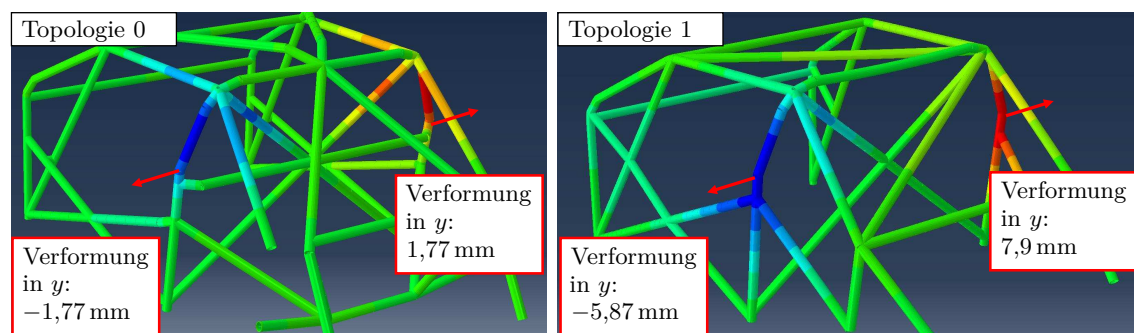 Topologie 0
Verformung
in y:
1,77 mm
Verformung
in y:
−1,77 mm
Topologie 1
Verformung
in y:
7,9 mm
Verformung
in y:
−5,87 mm